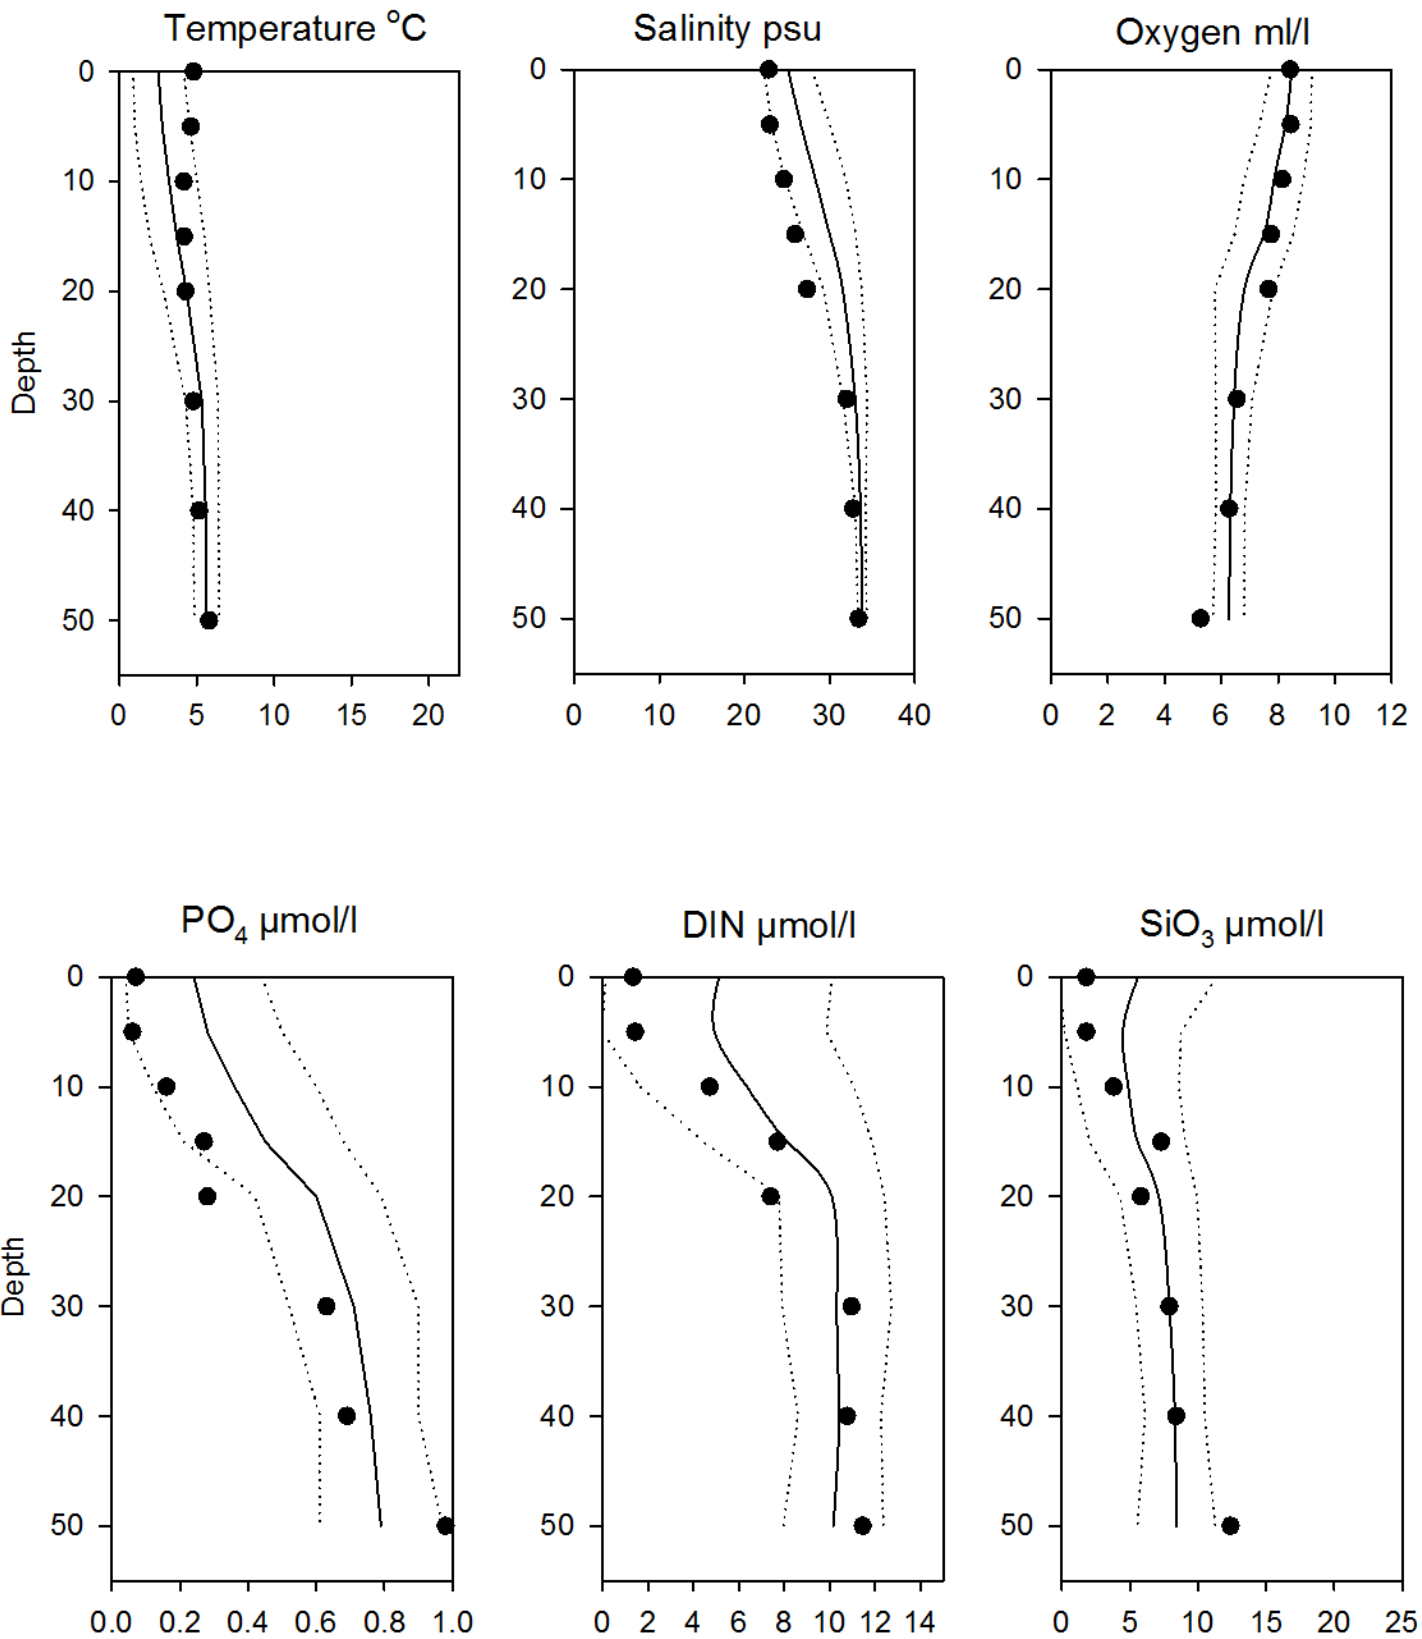 Temperature °C
Salinity psu
Oxygen ml/l
0
10
20
30
40
50
Depth
0 5 10 15 20
0
10
20
30
40
50
0 10 20 30 40
0
10
20
30
40
50
0 2 4 6 8 10 12
PO₄ µmol/l
DIN µmol/l
SiO₃ µmol/l
0
10
20
30
40
50
Depth
0.0 0.2 0.4 0.6 0.8 1.0
0
10
20
30
40
50
0 2 4 6 8 10 12 14
0
10
20
30
40
50
0 5 10 15 20 25